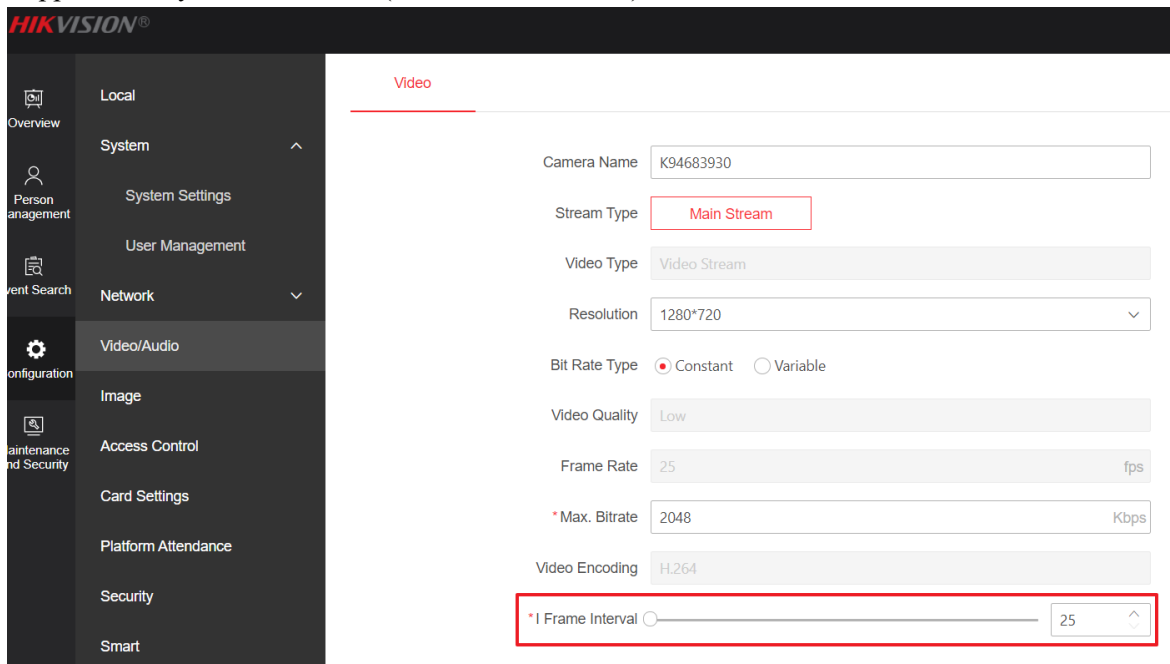 HIKVISION®
Overview
Person
anagement
vent Search
onfiguration
aintenance
nd Security
Local
System
System Settings
User Management
Network
Video/Audio
Image
Access Control
Card Settings
Platform Attendance
Security
Smart
Video
Camera Name K94683930
Stream Type Main Stream
Video Type Video Stream
Resolution 1280*720
Bit Rate Type Constant Variable
Video Quality Low
Frame Rate 25 fps
*Max. Bitrate 2048 Kbps
Video Encoding H.264
*I Frame Interval 25